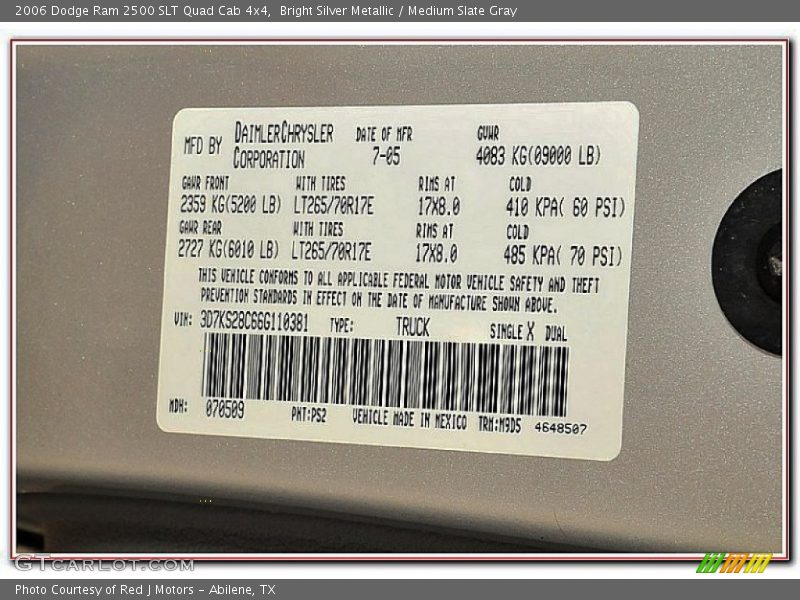 2006 Dodge Ram 2500 SLT Quad Cab 4x4,  Bright Silver Metallic / Medium Slate Gray
MFD BY DAIMLERCHRYSLER CORPORATION DATE OF MFR 7-05 GVWR 4083 KG(09000 LB)
GAWR FRONT WITH TIRES RIMS AT COLD
2359 KG(5200 LB) LT265/70R17E 17X8.0 410 KPA( 60 PSI)
GAWR REAR WITH TIRES RIMS AT COLD
2727 KG(6010 LB) LT265/70R17E 17X8.0 485 KPA( 70 PSI)
THIS VEHICLE CONFORMS TO ALL APPLICABLE FEDERAL MOTOR VEHICLE SAFETY AND THEFT
PREVENTION STANDARDS IN EFFECT ON THE DATE OF MANUFACTURE SHOWN ABOVE.
VIN: 3D7KS28C66G110381 TYPE: TRUCK SINGLE X DUAL
MDH: 070509 PNT:PS2 VEHICLE MADE IN MEXICO TRM:M9D5 4648507
GTCARLOT.COM
Photo Courtesy of Red J Motors - Abilene, TX